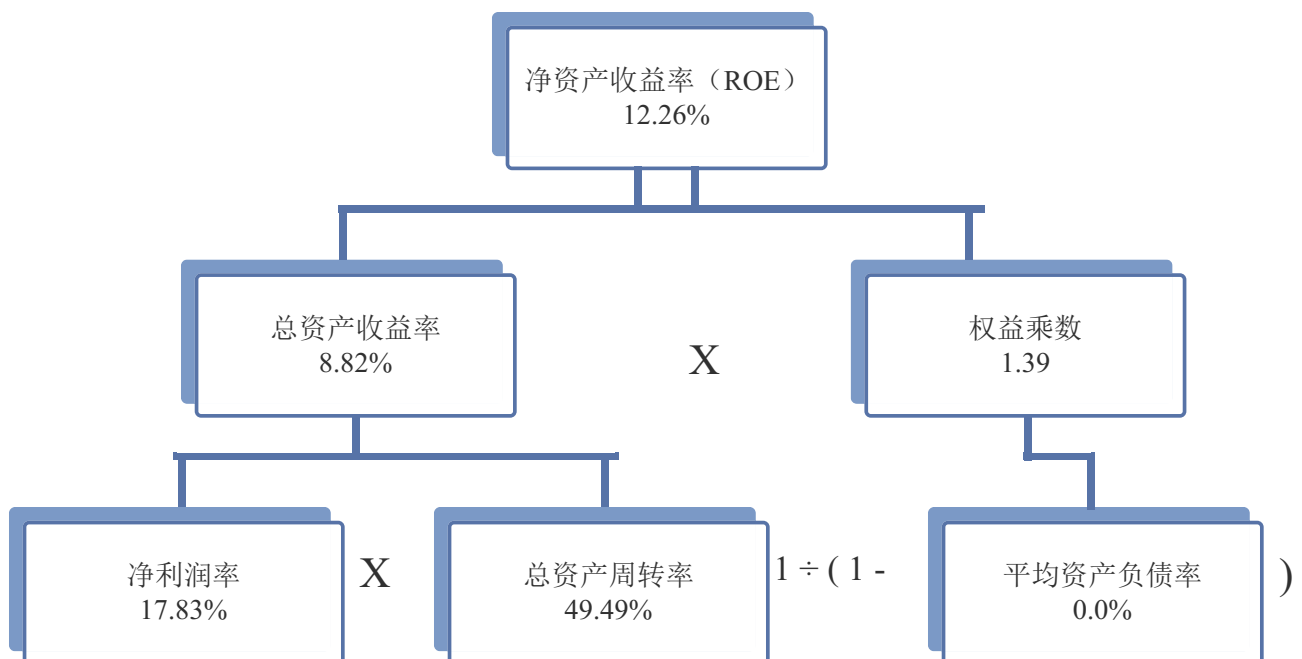 净资产收益率（ROE）
12.26%
总资产收益率
8.82%
X
权益乘数
1.39
净利润率
17.83%
X
总资产周转率
49.49%
1 ÷ ( 1 -
平均资产负债率
0.0%
)